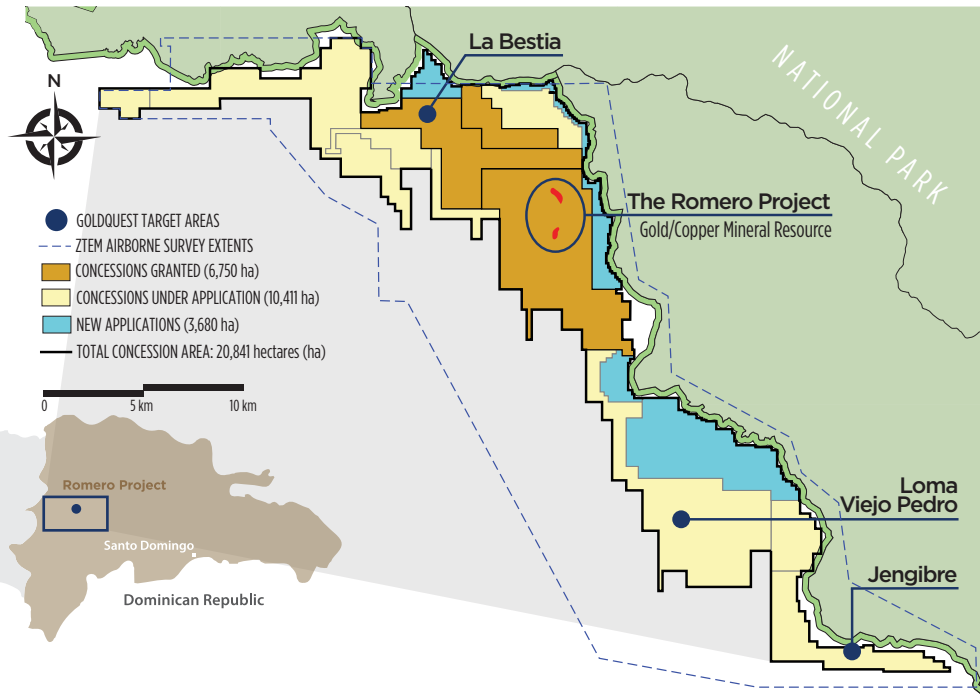 La Bestia
NATIONAL PARK
N
The Romero Project
Gold/Copper Mineral Resource
GOLDQUEST TARGET AREAS
ZTEM AIRBORNE SURVEY EXTENTS
CONCESSIONS GRANTED (6,750 ha)
CONCESSIONS UNDER APPLICATION (10,411 ha)
NEW APPLICATIONS (3,680 ha)
TOTAL CONCESSION AREA: 20,841 hectares (ha)
0 5 km 10 km
Romero Project
Santo Domingo
Dominican Republic
Loma
Viejo Pedro
Jengibre